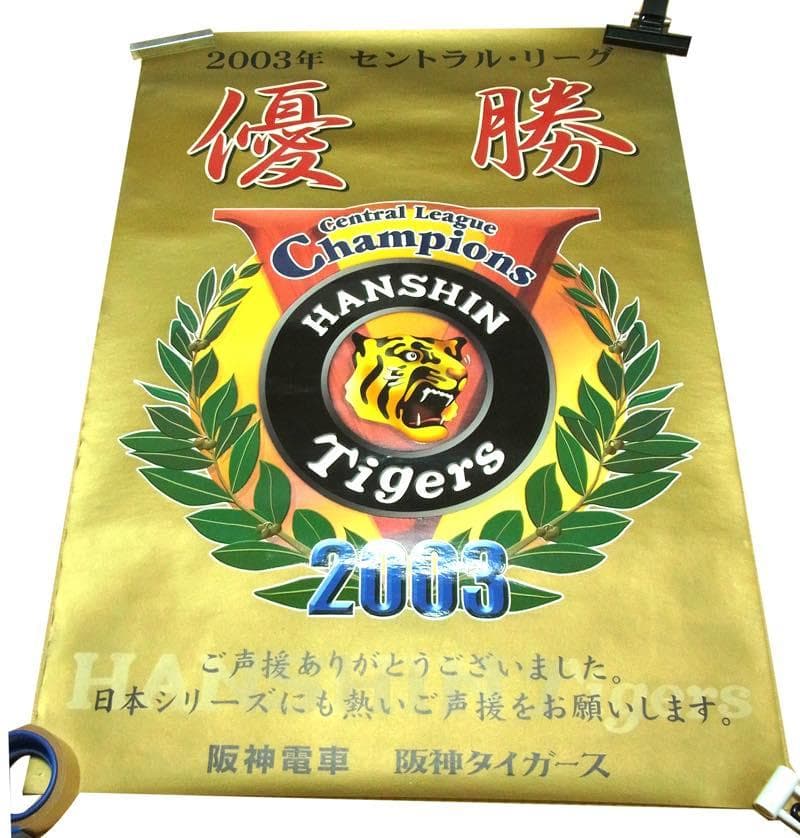 2003年 セントラル・リーグ
優 勝
Central League
Champions
HANSHIN
Tigers
2003
ご声援ありがとうございました。
日本シリーズにも熱いご声援をお願いします。
HANSHIN Tigers
阪神電車 阪神タイガース